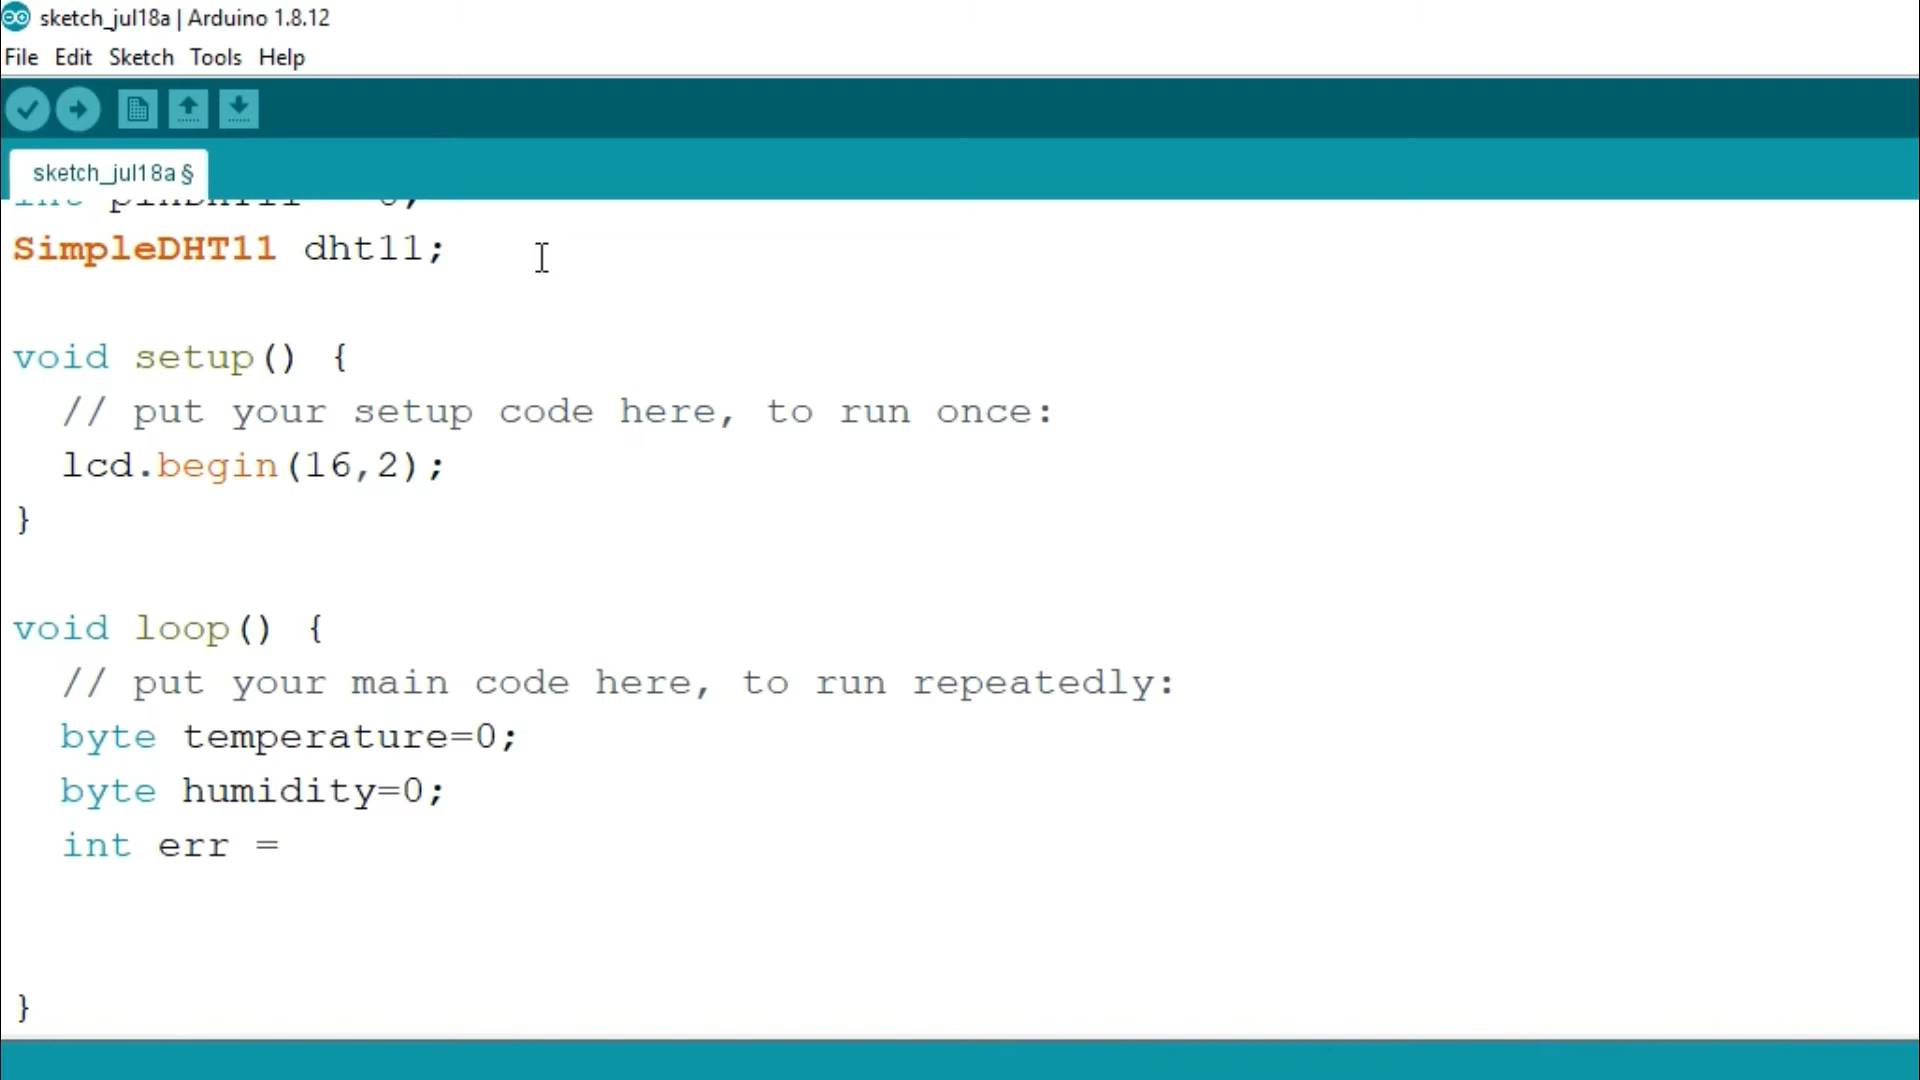 sketch_jul18a | Arduino 1.8.12
File Edit Sketch Tools Help
sketch_jul18a §
SimpleDHT11 dht11;
void setup() {
// put your setup code here, to run once:
lcd.begin(16,2);
}
void loop() {
// put your main code here, to run repeatedly:
byte temperature=0;
byte humidity=0;
int err =
}